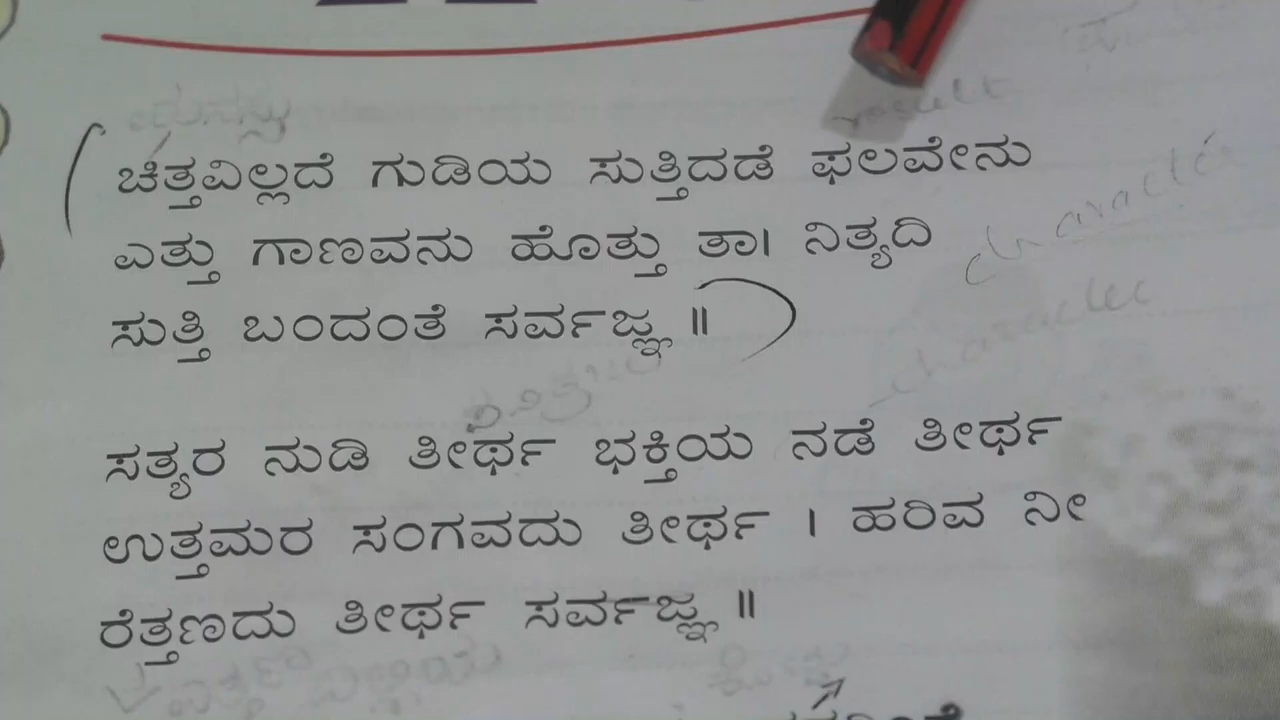 result
ಚಿತ್ತವಿಲ್ಲದೆ ಗುಡಿಯ ಸುತ್ತಿದಡೆ ಫಲವೇನು
ಎತ್ತು ಗಾಣವನು ಹೊತ್ತು ತಾ। ನಿತ್ಯದಿ
ಸುತ್ತಿ ಬಂದಂತೆ ಸರ್ವಜ್ಞ ॥
ಸತ್ಯರ ನುಡಿ ತೀರ್ಥ ಭಕ್ತಿಯ ನಡೆ ತೀರ್ಥ
ಉತ್ತಮರ ಸಂಗವದು ತೀರ್ಥ । ಹರಿವ ನೀ
ರೆತ್ತಣದು ತೀರ್ಥ ಸರ್ವಜ್ಞ ॥